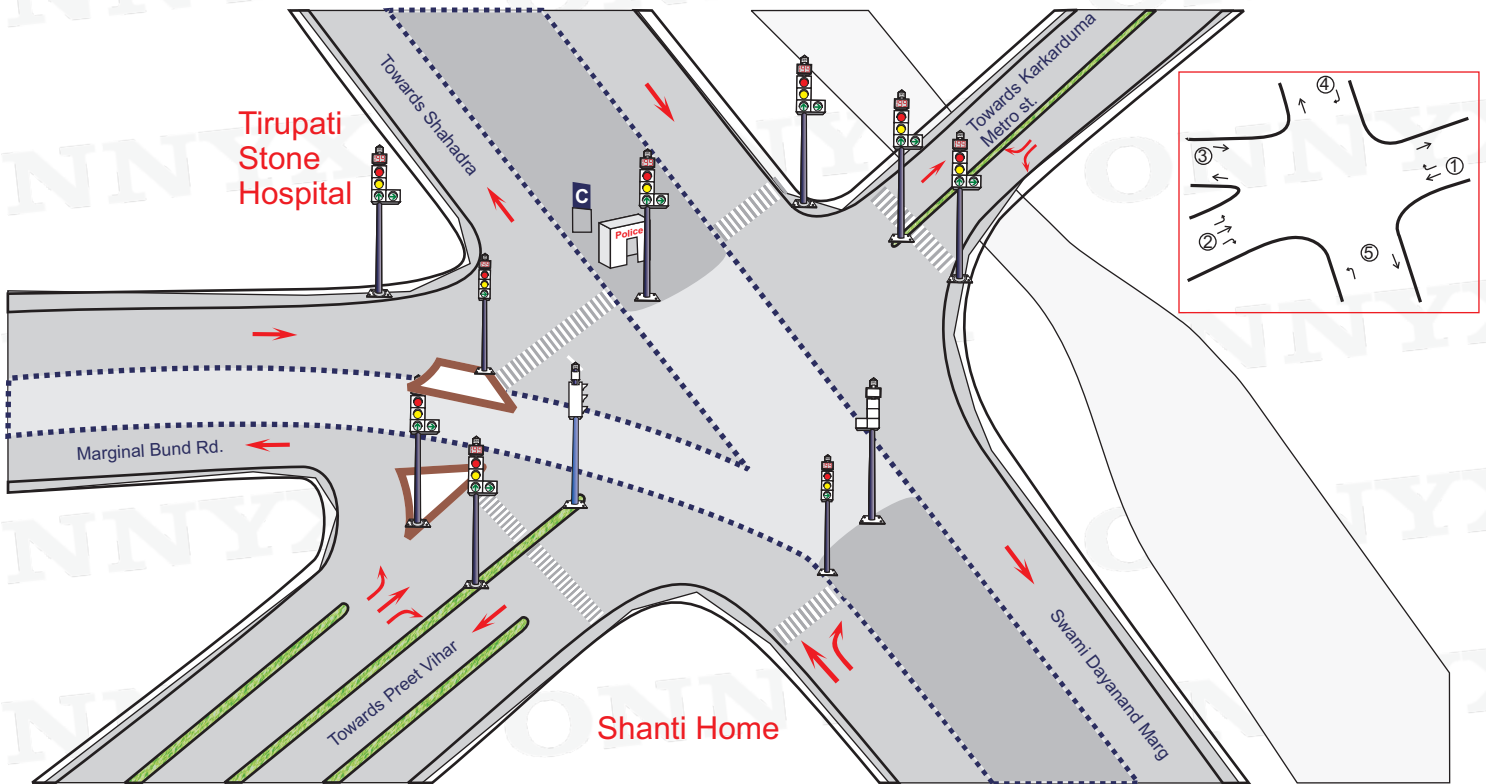 Tirupati
Stone
Hospital
Towards Shahadra
C
Police
Towards Karkarduma
Metro st.
④
③
①
②
⑤
Marginal Bund Rd.
Towards Preet Vihar
Shanti Home
Swami Dayanand Marg